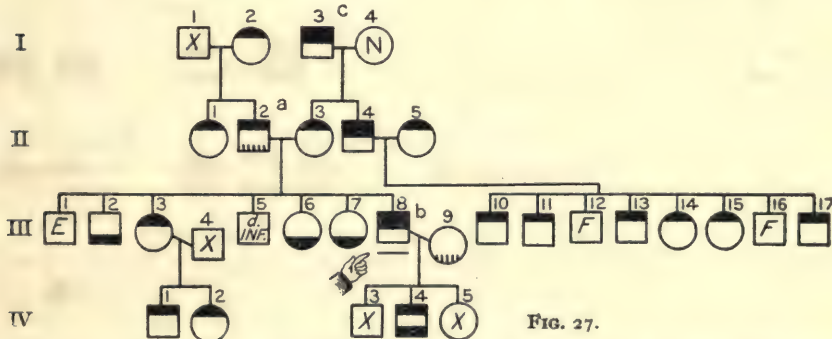 1 2 3 c 4
I X N
1 2 a 3 4 5
II
1 2 3 4 5 6 7 8 b 9 10 11 12 13 14 15 16 17
III E X d. INF. F F
1 2 3 4 5
IV X X FIG. 27.